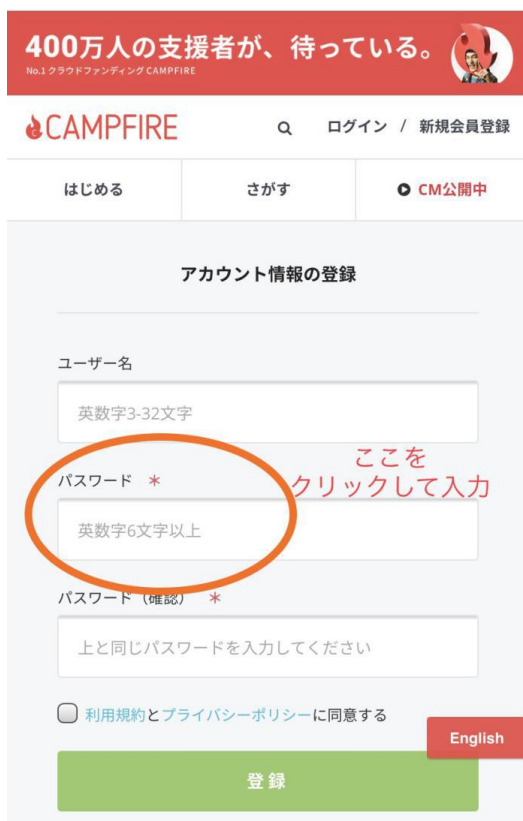 400万人の支援者が、待っている。
No.1 クラウドファンディング CAMPFIRE
CAMPFIRE
ログイン / 新規会員登録
はじめる さがす CM公開中
アカウント情報の登録
ユーザー名
英数字3-32文字
ここを
パスワード *
クリックして入力
英数字6文字以上
パスワード（確認） *
上と同じパスワードを入力してください
利用規約とプライバシーポリシーに同意する
English
登録